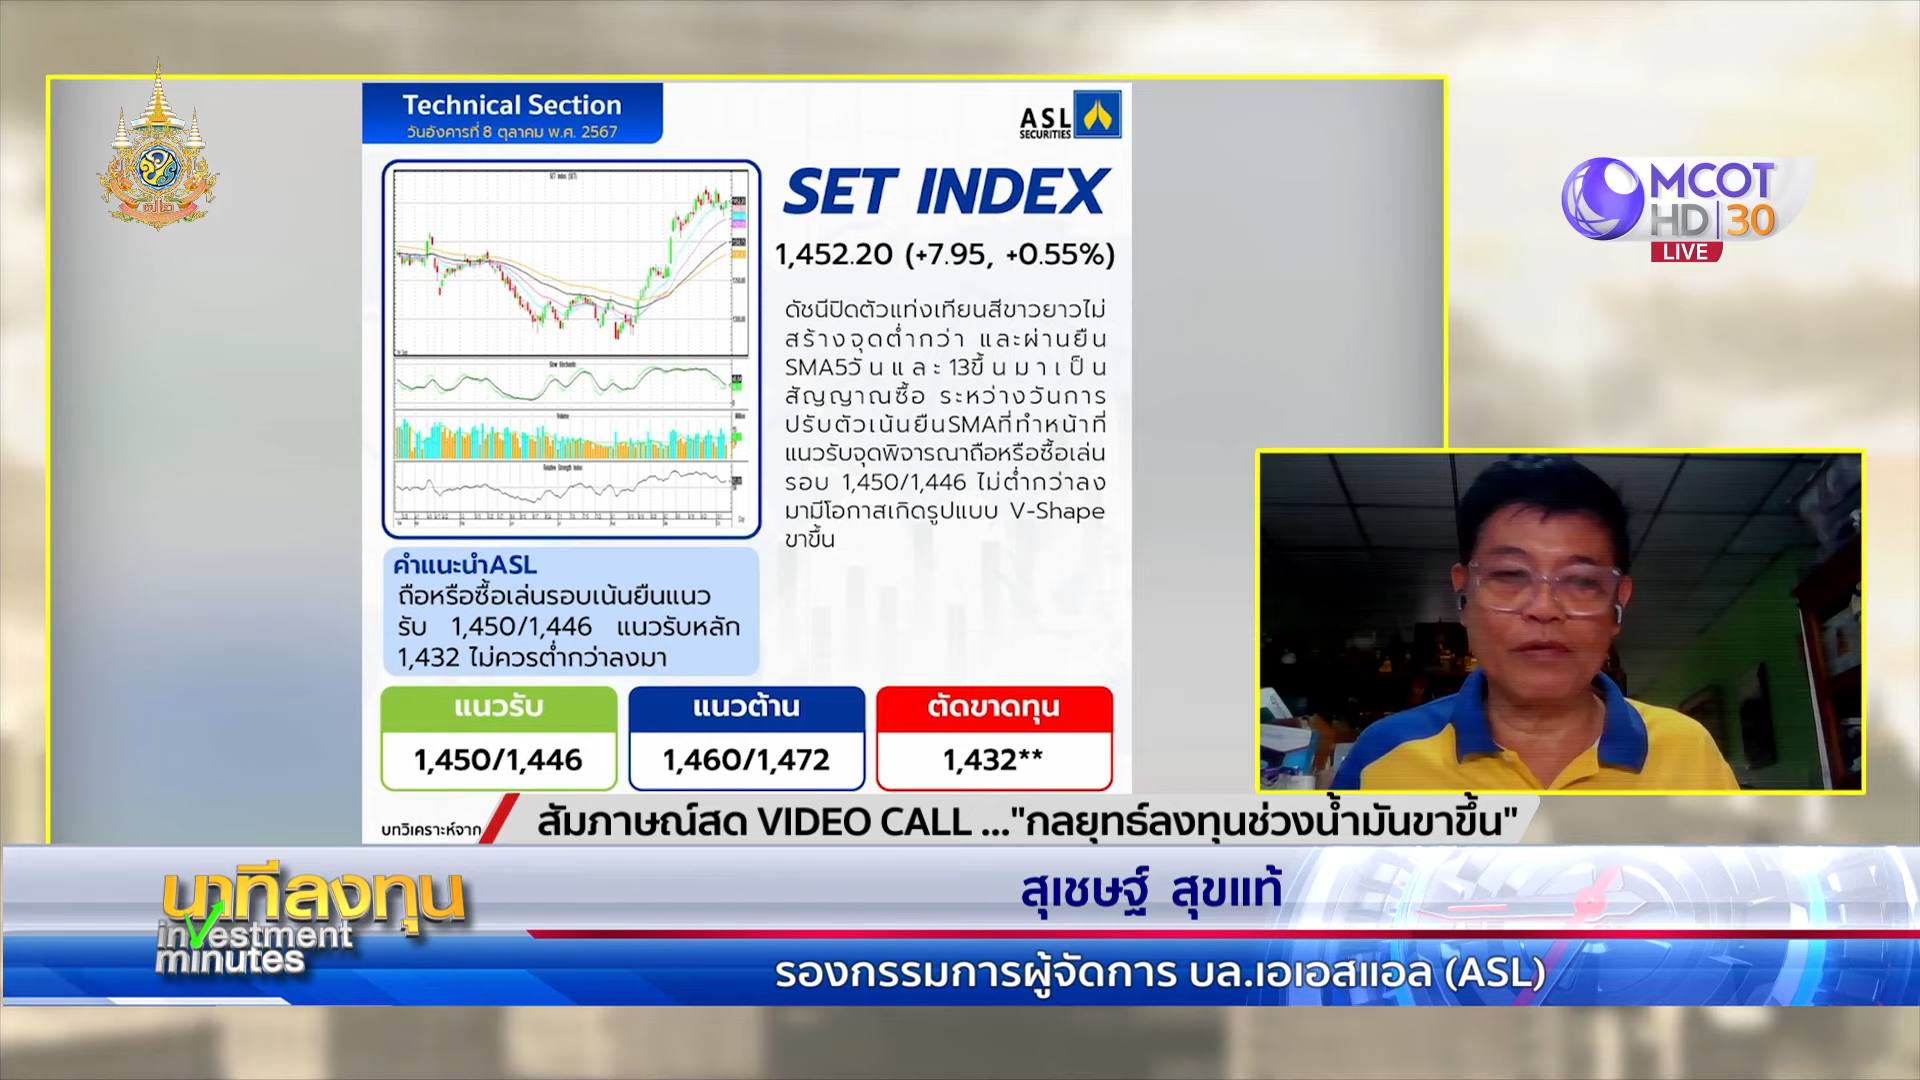 Technical Section
วันอังคารที่ 8 ตุลาคม พ.ศ. 2567
ASL
SECURITIES
MCOT
HD 30
LIVE
SET INDEX
1,452.20 (+7.95, +0.55%)
ดัชนีปิดตัวแท่งเทียนสีขาวยาวไม่
สร้างจุดต่ำกว่า และผ่านยืน
SMA5วันและ13ขึ้นมาเป็น
สัญญาณซื้อ ระหว่างวันการ
ปรับตัวเน้นยืนSMAที่ทำหน้าที่
แนวรับจุดพิจารณาถือหรือซื้อเล่น
รอบ 1,450/1,446 ไม่ต่ำกว่าลง
มามีโอกาสเกิดรูปแบบ V-Shape
ขาขึ้น
Slow Stochastic
Volume
Relative Strength Index
คำแนะนำASL
ถือหรือซื้อเล่นรอบเน้นยืนแนว
รับ 1,450/1,446 แนวรับหลัก
1,432 ไม่ควรต่ำกว่าลงมา
แนวรับ
1,450/1,446
แนวต้าน
1,460/1,472
ตัดขาดทุน
1,432**
บทวิเคราะห์จาก
สัมภาษณ์สด VIDEO CALL ..."กลยุทธ์ลงทุนช่วงน้ำมันขาขึ้น"
นาทีลงทุน
investment
minutes
สุเชษฐ์ สุขแท้
รองกรรมการผู้จัดการ บล.เอเอสแอล (ASL)